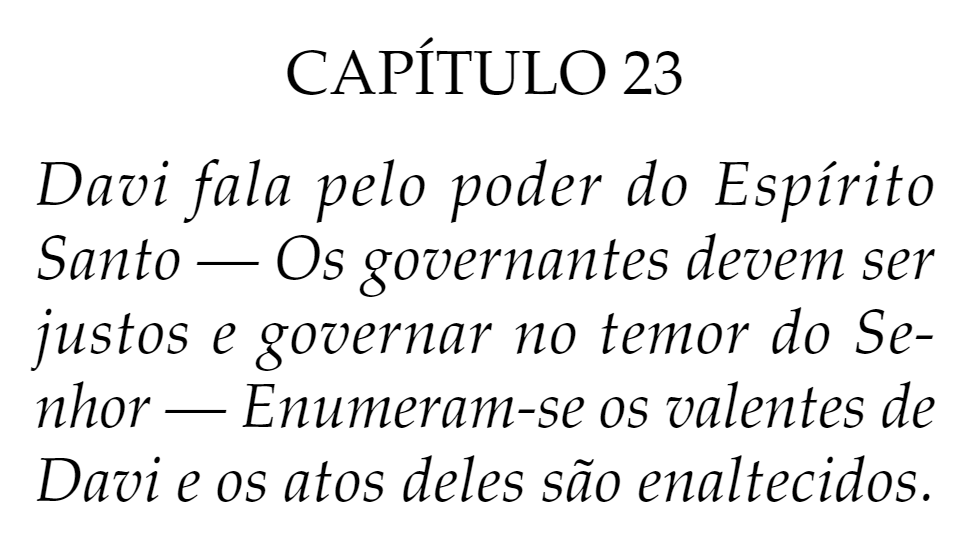 CAPÍTULO 23
Davi fala pelo poder do Espírito
Santo — Os governantes devem ser
justos e governar no temor do Se-
nhor — Enumeram-se os valentes de
Davi e os atos deles são enaltecidos.